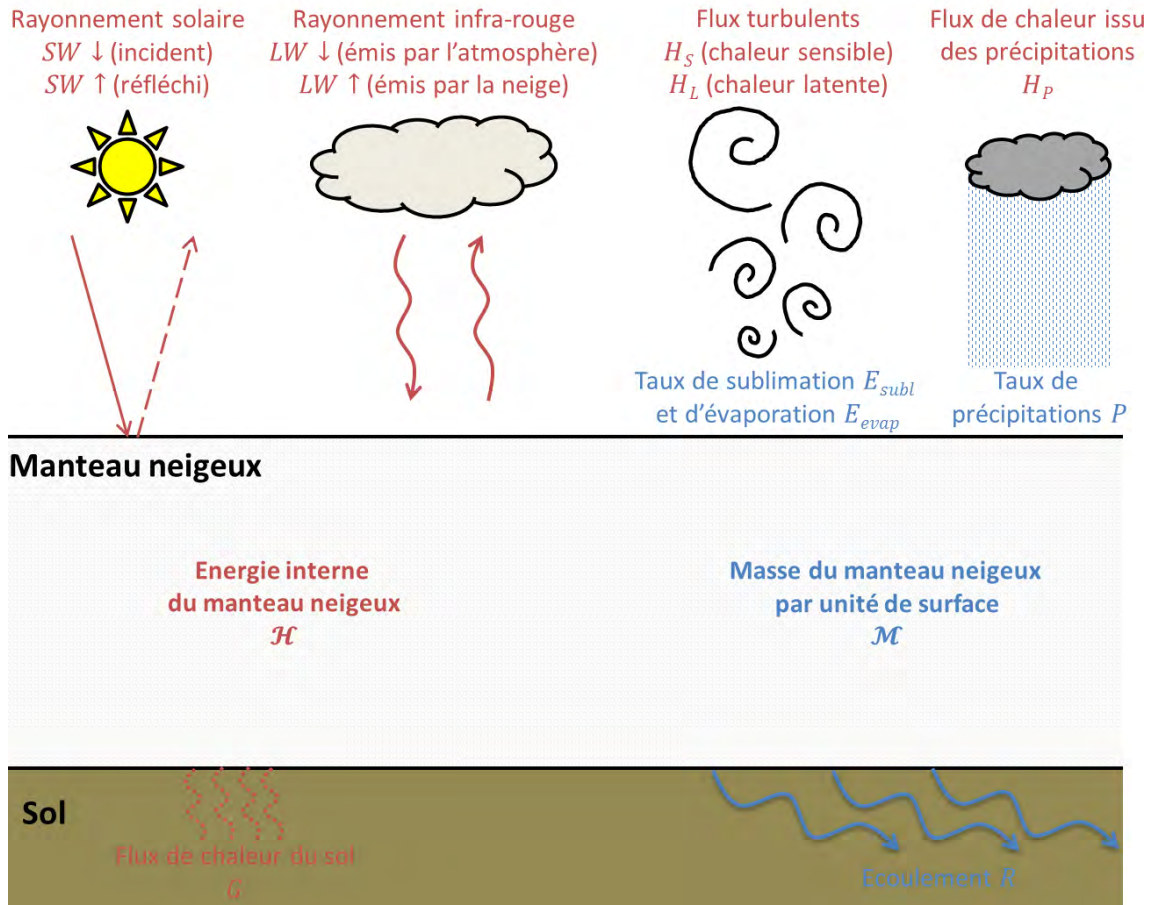 Rayonnement solaire
SW ↓ (incident)
SW ↑ (réfléchi)
Rayonnement infra-rouge
LW ↓ (émis par l'atmosphère)
LW ↑ (émis par la neige)
Flux turbulents
H_S (chaleur sensible)
H_L (chaleur latente)
Flux de chaleur issu
des précipitations
H_P
Taux de sublimation E_subl
et d'évaporation E_evap
Taux de
précipitations P
Manteau neigeux
Energie interne
du manteau neigeux
ℋ
Masse du manteau neigeux
par unité de surface
ℳ
Sol
Flux de chaleur du sol
G
Ecoulement R